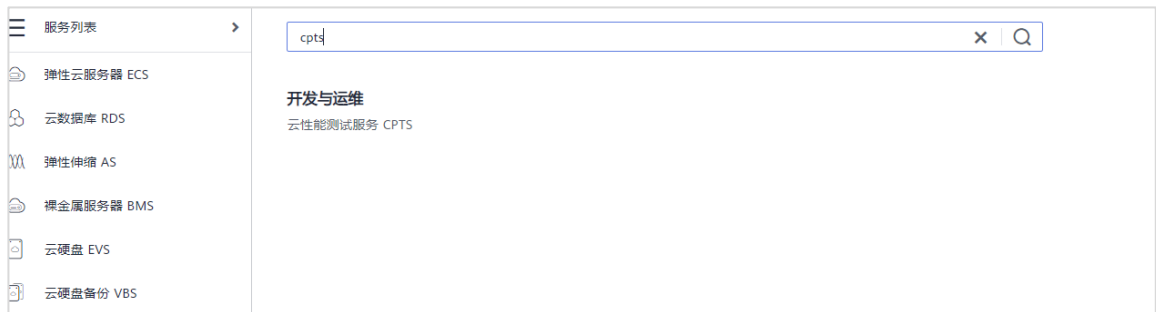 服务列表
cpts
弹性云服务器 ECS
云数据库 RDS
弹性伸缩 AS
裸金属服务器 BMS
云硬盘 EVS
云硬盘备份 VBS
开发与运维
云性能测试服务 CPTS